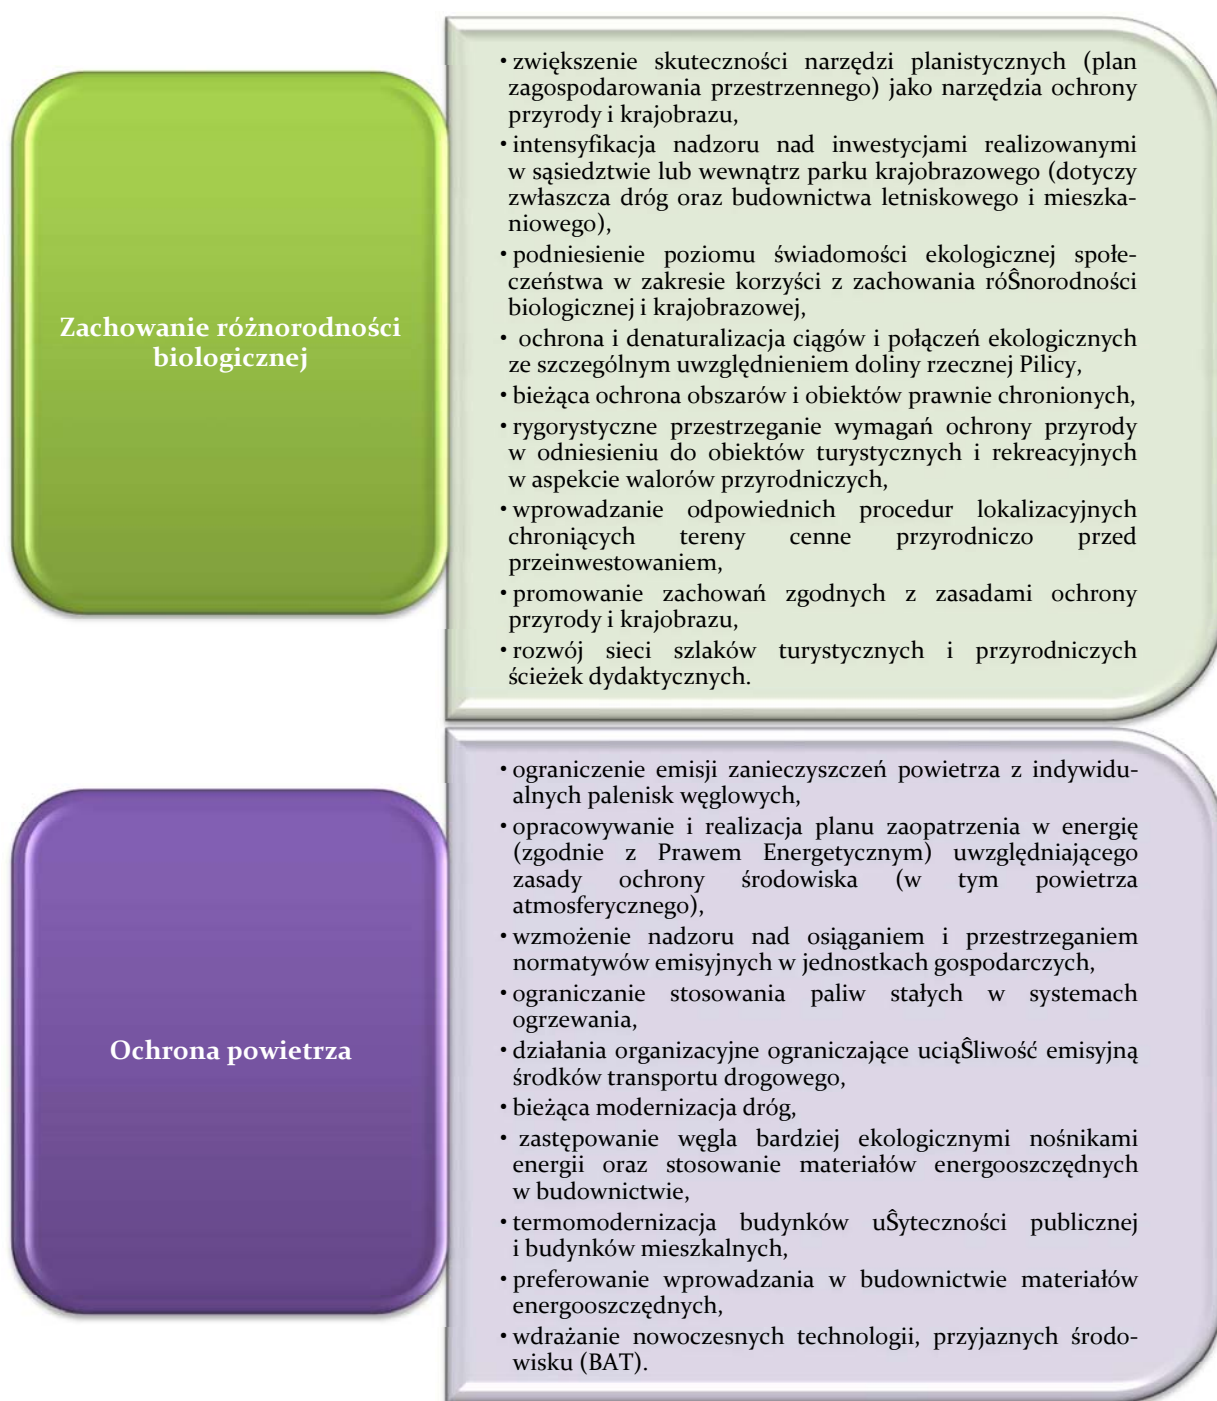 Zachowanie różnorodności
biologicznej
• zwiększenie skuteczności narzędzi planistycznych (plan
zagospodarowania przestrzennego) jako narzędzia ochrony
przyrody i krajobrazu,
• intensyfikacja nadzoru nad inwestycjami realizowanymi
w sąsiedztwie lub wewnątrz parku krajobrazowego (dotyczy
zwłaszcza dróg oraz budownictwa letniskowego i mieszka-
niowego),
• podniesienie poziomu świadomości ekologicznej społe-
czeństwa w zakresie korzyści z zachowania róŜnorodności
biologicznej i krajobrazowej,
• ochrona i denaturalizacja ciągów i połączeń ekologicznych
ze szczególnym uwzględnieniem doliny rzecznej Pilicy,
• bieżąca ochrona obszarów i obiektów prawnie chronionych,
• rygorystyczne przestrzeganie wymagań ochrony przyrody
w odniesieniu do obiektów turystycznych i rekreacyjnych
w aspekcie walorów przyrodniczych,
• wprowadzanie odpowiednich procedur lokalizacyjnych
chroniących tereny cenne przyrodniczo przed
przeinwestowaniem,
• promowanie zachowań zgodnych z zasadami ochrony
przyrody i krajobrazu,
• rozwój sieci szlaków turystycznych i przyrodniczych
ścieżek dydaktycznych.
Ochrona powietrza
• ograniczenie emisji zanieczyszczeń powietrza z indywidu-
alnych palenisk węglowych,
• opracowywanie i realizacja planu zaopatrzenia w energię
(zgodnie z Prawem Energetycznym) uwzględniającego
zasady ochrony środowiska (w tym powietrza
atmosferycznego),
• wzmożenie nadzoru nad osiąganiem i przestrzeganiem
normatywów emisyjnych w jednostkach gospodarczych,
• ograniczanie stosowania paliw stałych w systemach
ogrzewania,
• działania organizacyjne ograniczające uciąŜliwość emisyjną
środków transportu drogowego,
• bieżąca modernizacja dróg,
• zastępowanie węgla bardziej ekologicznymi nośnikami
energii oraz stosowanie materiałów energooszczędnych
w budownictwie,
• termomodernizacja budynków uŜyteczności publicznej
i budynków mieszkalnych,
• preferowanie wprowadzania w budownictwie materiałów
energooszczędnych,
• wdrażanie nowoczesnych technologii, przyjaznych środo-
wisku (BAT).